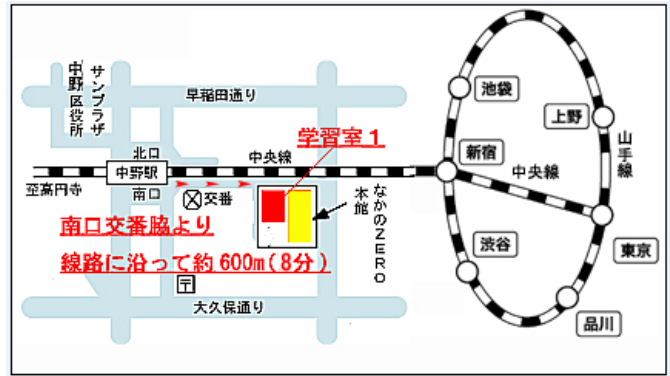 中野区役所
サンプラザ
早稲田通り
学習室１
北口
中野駅
南口
中央線
至高円寺
交番
本館
なかのZERO
南口交番脇より
線路に沿って約600m(8分)
〒
大久保通り
池袋
上野
山手線
新宿
中央線
東京
渋谷
品川